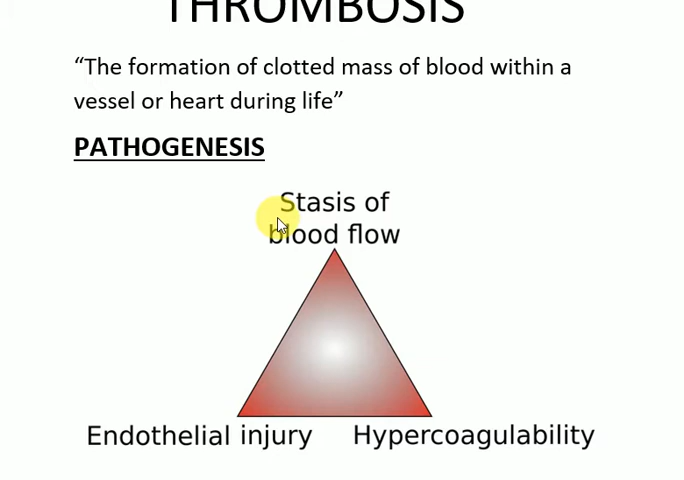 THROMBOSIS
“The formation of clotted mass of blood within a
vessel or heart during life”
PATHOGENESIS
Stasis of
blood flow
Endothelial injury
Hypercoagulability